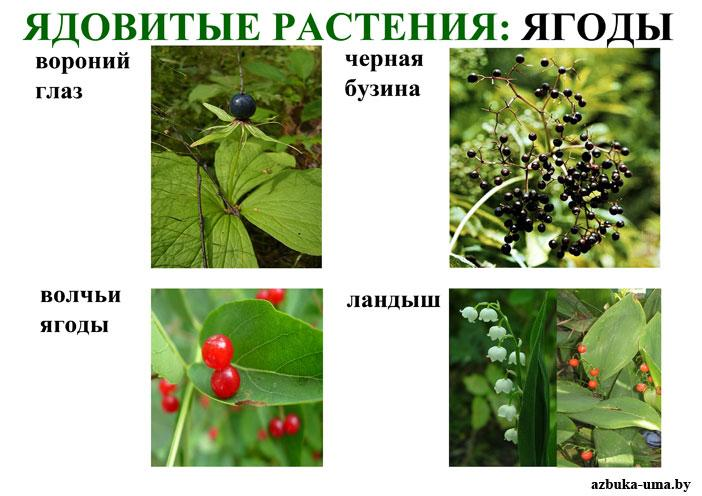 ЯДОВИТЫЕ РАСТЕНИЯ: ЯГОДЫ
вороний
глаз
черная
бузина
волчьи
ягоды
ландыш
azbuka-uma.by